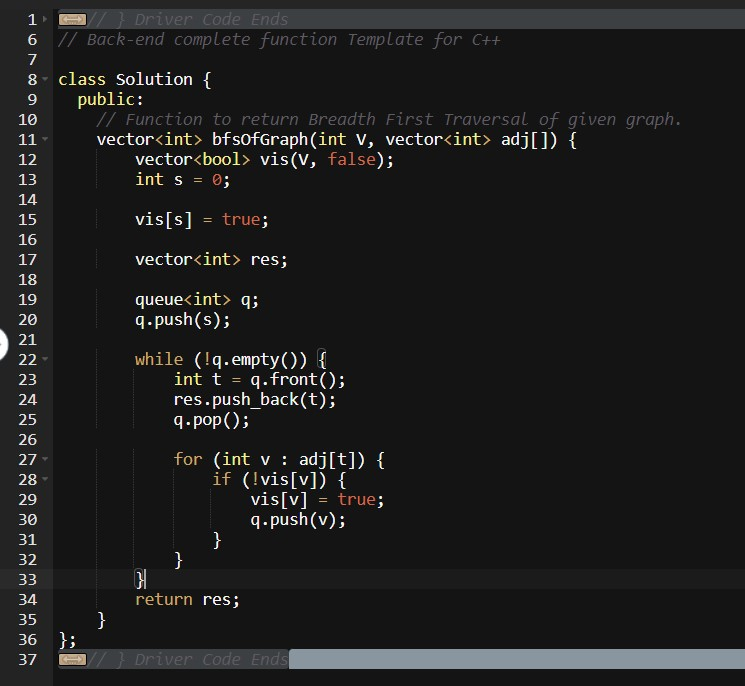 1 // } Driver Code Ends
6 // Back-end complete function Template for C++
7
8 class Solution {
9   public:
10     // Function to return Breadth First Traversal of given graph.
11     vector<int> bfsOfGraph(int V, vector<int> adj[]) {
12         vector<bool> vis(V, false);
13         int s = 0;
14
15         vis[s] = true;
16
17         vector<int> res;
18
19         queue<int> q;
20         q.push(s);
21
22         while (!q.empty()) {
23             int t = q.front();
24             res.push_back(t);
25             q.pop();
26
27             for (int v : adj[t]) {
28                 if (!vis[v]) {
29                     vis[v] = true;
30                     q.push(v);
31                 }
32             }
33         }
34         return res;
35     }
36 };
37 // } Driver Code Ends